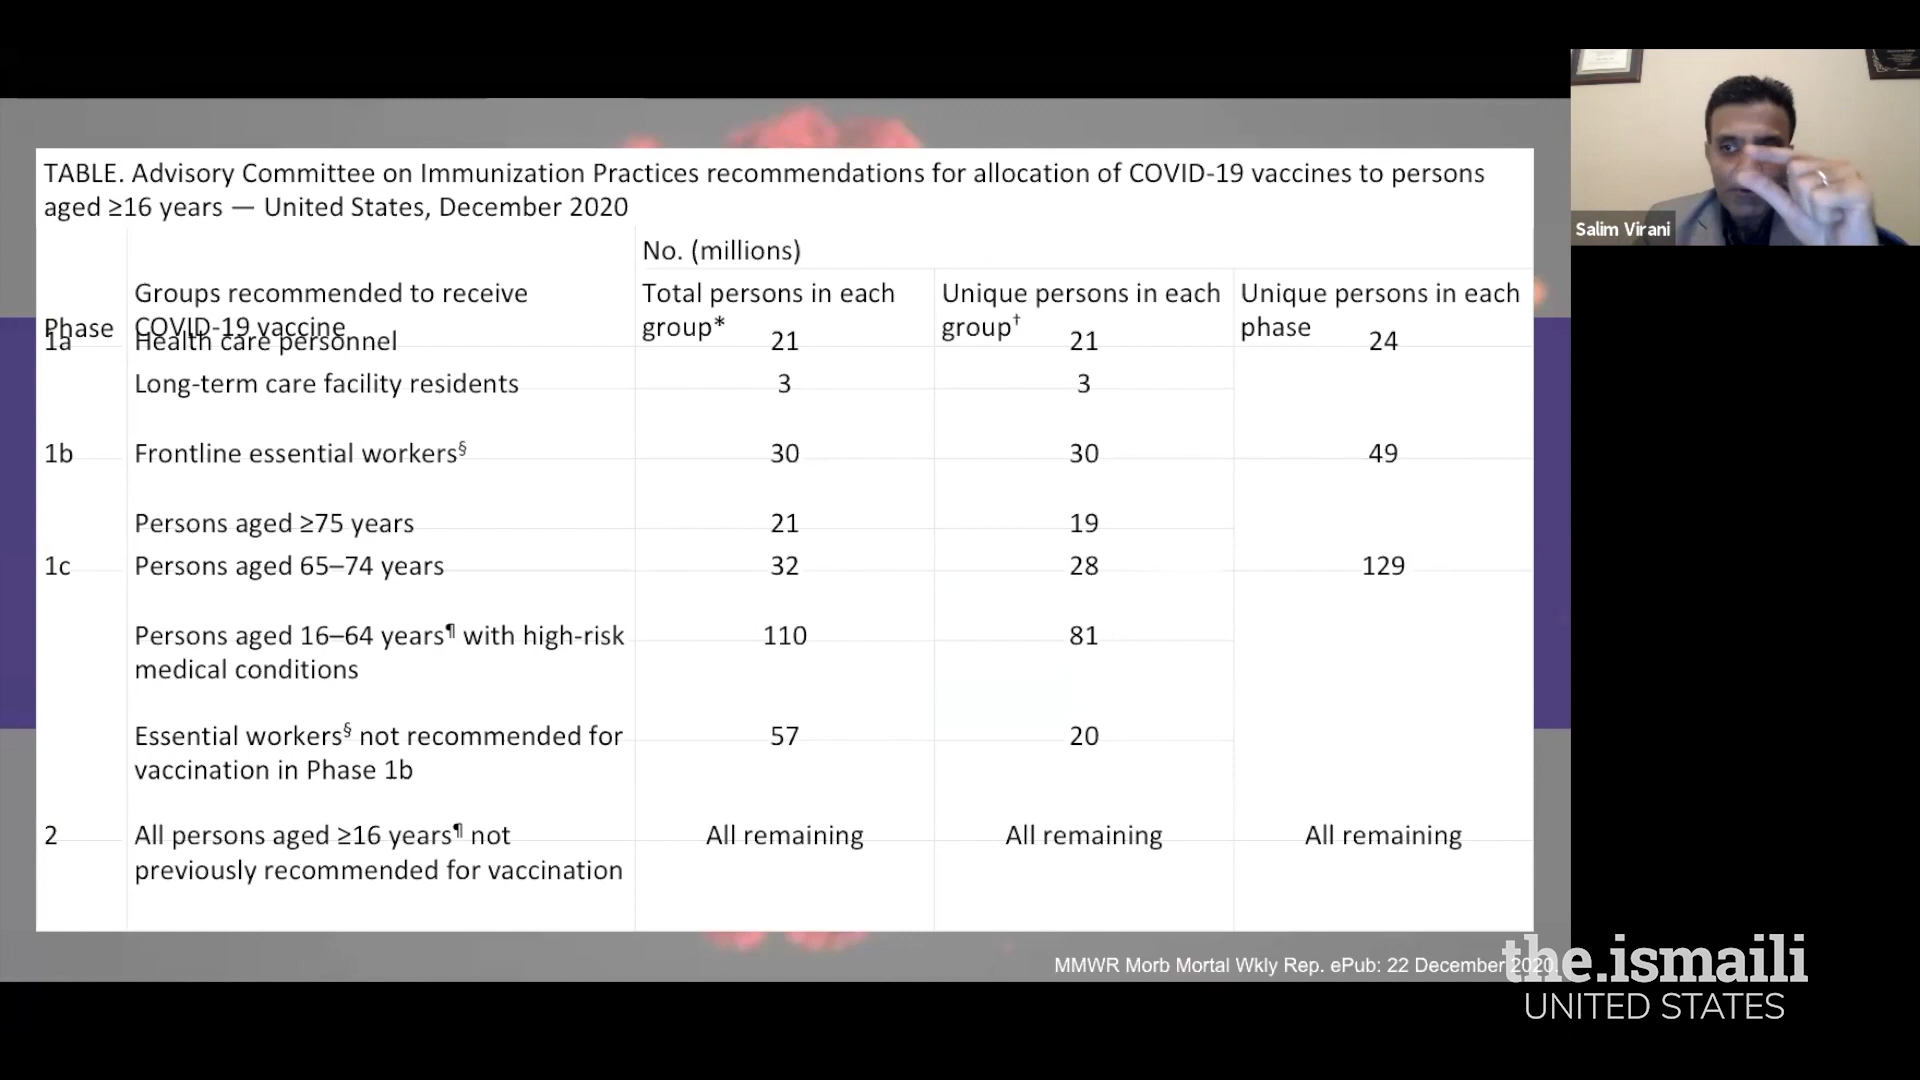 TABLE. Advisory Committee on Immunization Practices recommendations for allocation of COVID-19 vaccines to persons
aged ≥16 years — United States, December 2020
No. (millions)
Phase
Groups recommended to receive
COVID-19 vaccine
Total persons in each
group*
Unique persons in each
group†
Unique persons in each
phase
1a Health care personnel 21 21 24
Long-term care facility residents 3 3
1b Frontline essential workers§ 30 30 49
Persons aged ≥75 years 21 19
1c Persons aged 65–74 years 32 28 129
Persons aged 16–64 years¶ with high-risk 110 81
medical conditions
Essential workers§ not recommended for 57 20
vaccination in Phase 1b
2 All persons aged ≥16 years¶ not All remaining All remaining All remaining
previously recommended for vaccination
MMWR Morb Mortal Wkly Rep. ePub: 22 December 2020.
Salim Virani
the.ismaili
UNITED STATES